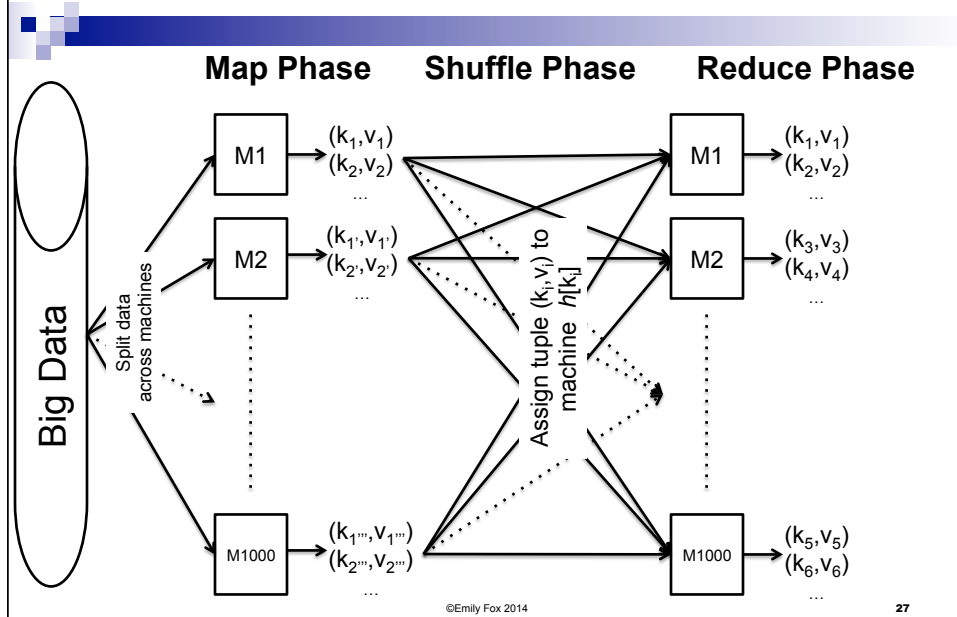 Map Phase
Shuffle Phase
Reduce Phase
Big Data
Split data
across machines
M1
(k₁,v₁)
(k₂,v₂)
...
M2
(k₁',v₁')
(k₂',v₂')
...
M1000
(k₁''',v₁''')
(k₂''',v₂''')
...
Assign tuple (kᵢ,vᵢ) to
machine h[kᵢ]
M1
(k₁,v₁)
(k₂,v₂)
...
M2
(k₃,v₃)
(k₄,v₄)
...
M1000
(k₅,v₅)
(k₆,v₆)
...
©Emily Fox 2014
27